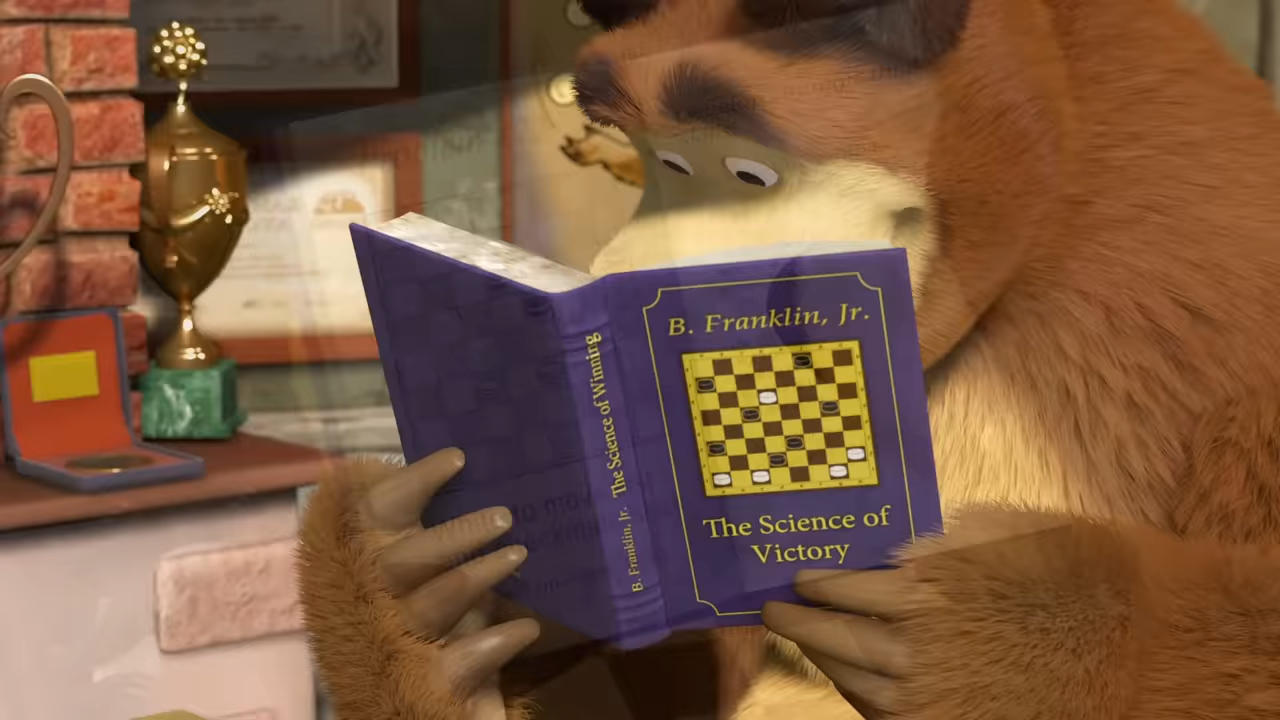 B. Franklin, Jr.
The Science of
Victory
B. Franklin, Jr. The Science of Winning